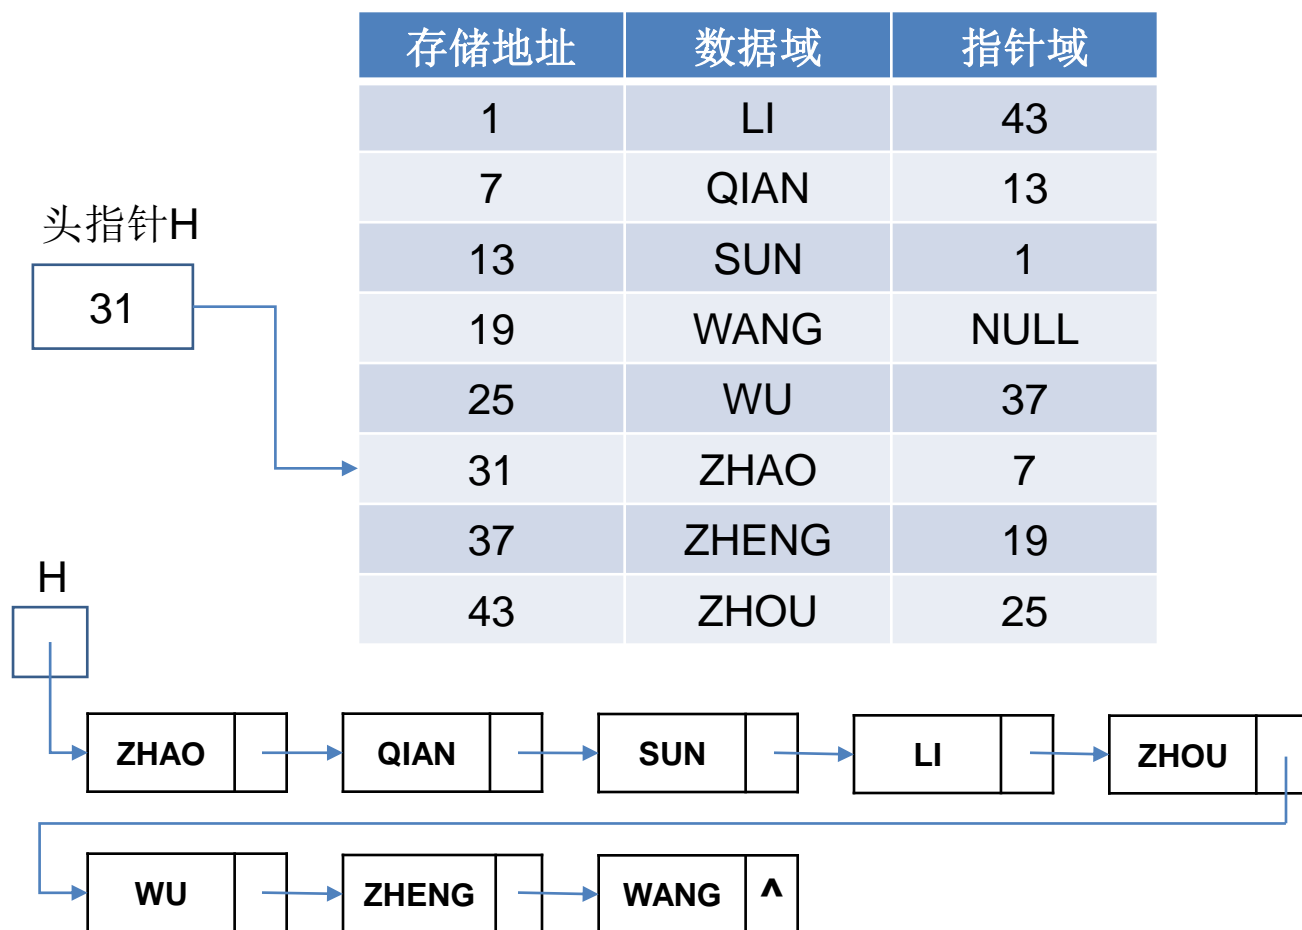 存储地址 数据域 指针域
1 LI 43
7 QIAN 13
头指针H
13 SUN 1
31
19 WANG NULL
25 WU 37
31 ZHAO 7
37 ZHENG 19
H
43 ZHOU 25
ZHAO QIAN SUN LI ZHOU
WU ZHENG WANG ^